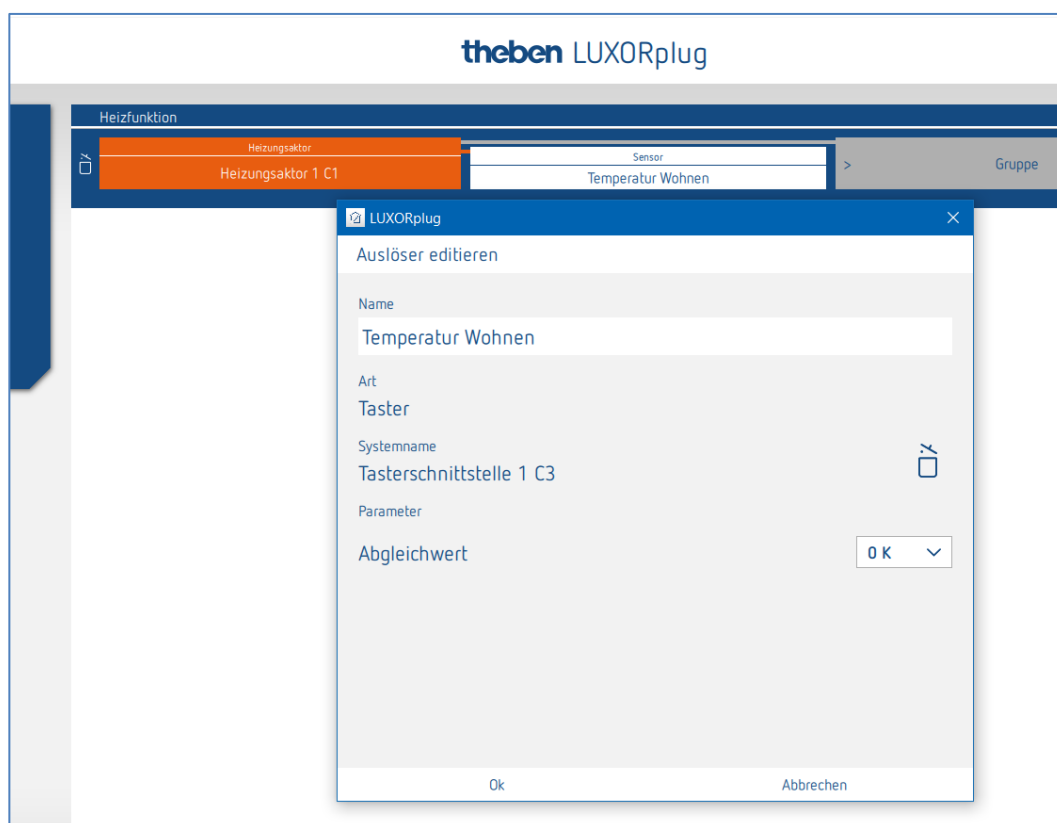 theben LUXORplug
Heizfunktion
Heizungsaktor
Heizungsaktor 1 C1
Sensor
Temperatur Wohnen
>
Gruppe
LUXORplug
Auslöser editieren
Name
Temperatur Wohnen
Art
Taster
Systemname
Tasterschnittstelle 1 C3
Parameter
Abgleichwert
0 K
Ok
Abbrechen